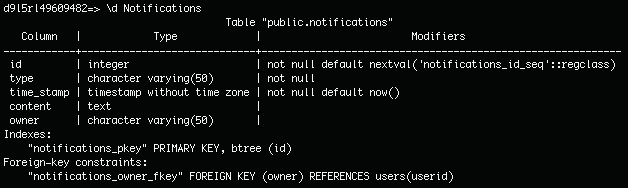 d9l5rl49609482=> \d Notifications
Table "public.notifications"
Column | Type | Modifiers
------------+-----------------------------+------------------------------------------------------------
id | integer | not null default nextval('notifications_id_seq'::regclass)
type | character varying(50) | not null
time_stamp | timestamp without time zone | not null default now()
content | text |
owner | character varying(50) |
Indexes:
"notifications_pkey" PRIMARY KEY, btree (id)
Foreign-key constraints:
"notifications_owner_fkey" FOREIGN KEY (owner) REFERENCES users(userid)